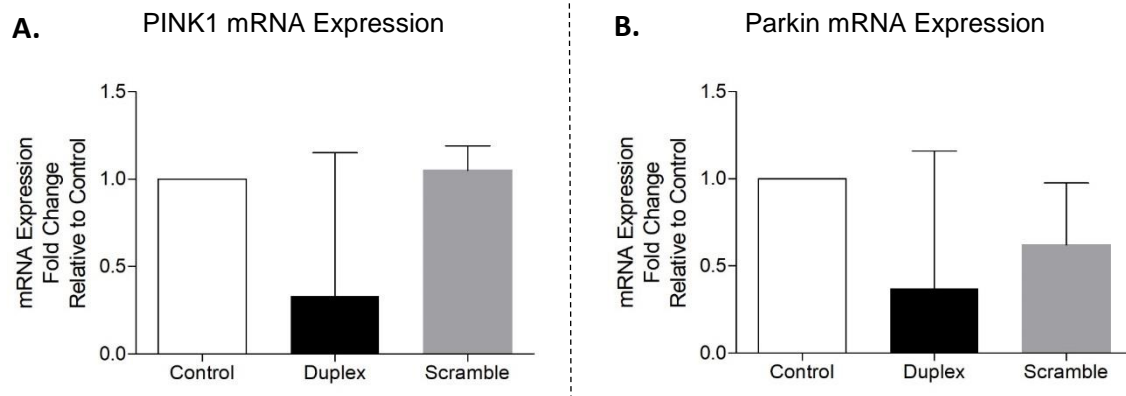 A.
PINK1 mRNA Expression
mRNA Expression
Fold Change
Relative to Control
1.5
1.0
0.5
0.0
Control Duplex Scramble
B.
Parkin mRNA Expression
mRNA Expression
Fold Change
Relative to Control
1.5
1.0
0.5
0.0
Control Duplex Scramble